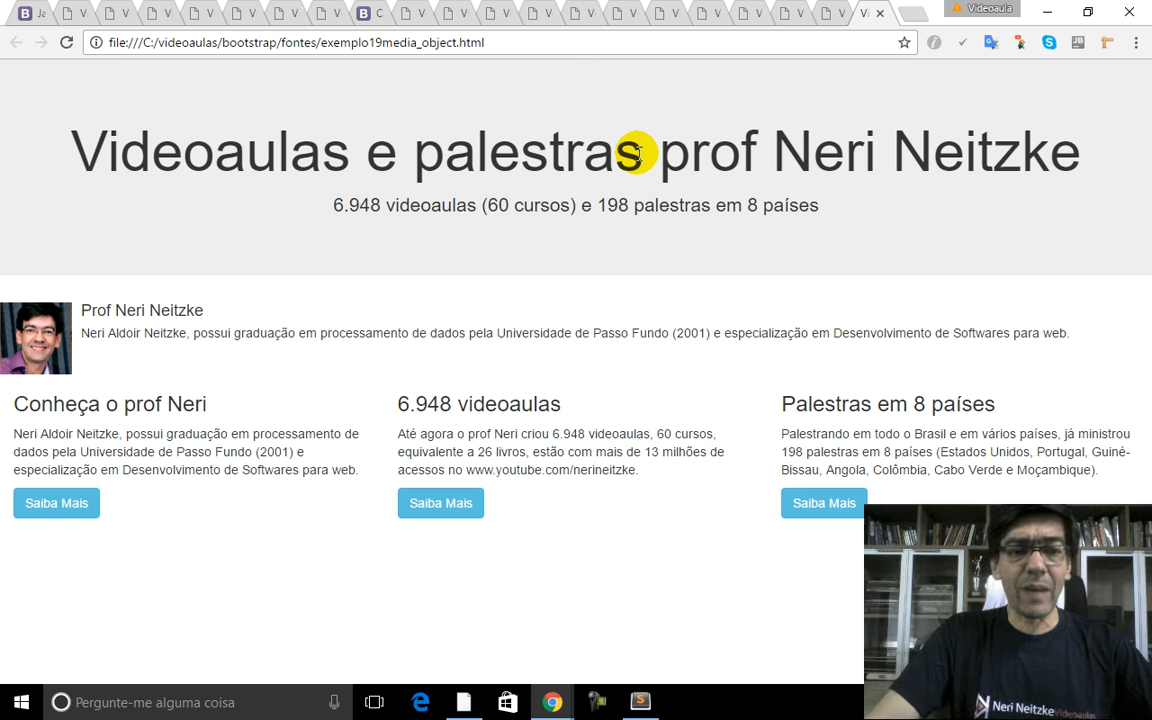 Ja
V
V
V
V
V
V
V
C
V
V
V
V
V
V
V
V
V
V
V
V
Videoaula
file:///C:/videoaulas/bootstrap/fontes/exemplo19media_object.html
JB
Videoaulas e palestras prof Neri Neitzke
6.948 videoaulas (60 cursos) e 198 palestras em 8 países
Prof Neri Neitzke
Neri Aldoir Neitzke, possui graduação em processamento de dados pela Universidade de Passo Fundo (2001) e especialização em Desenvolvimento de Softwares para web.
Conheça o prof Neri
Neri Aldoir Neitzke, possui graduação em processamento de
dados pela Universidade de Passo Fundo (2001) e
especialização em Desenvolvimento de Softwares para web.
Saiba Mais
6.948 videoaulas
Até agora o prof Neri criou 6.948 videoaulas, 60 cursos,
equivalente a 26 livros, estão com mais de 13 milhões de
acessos no www.youtube.com/nerineitzke.
Saiba Mais
Palestras em 8 países
Palestrando em todo o Brasil e em vários países, já ministrou
198 palestras em 8 países (Estados Unidos, Portugal, Guiné-
Bissau, Angola, Colômbia, Cabo Verde e Moçambique).
Saiba Mais
Neri Neitzke Videoaulas
Pergunte-me alguma coisa